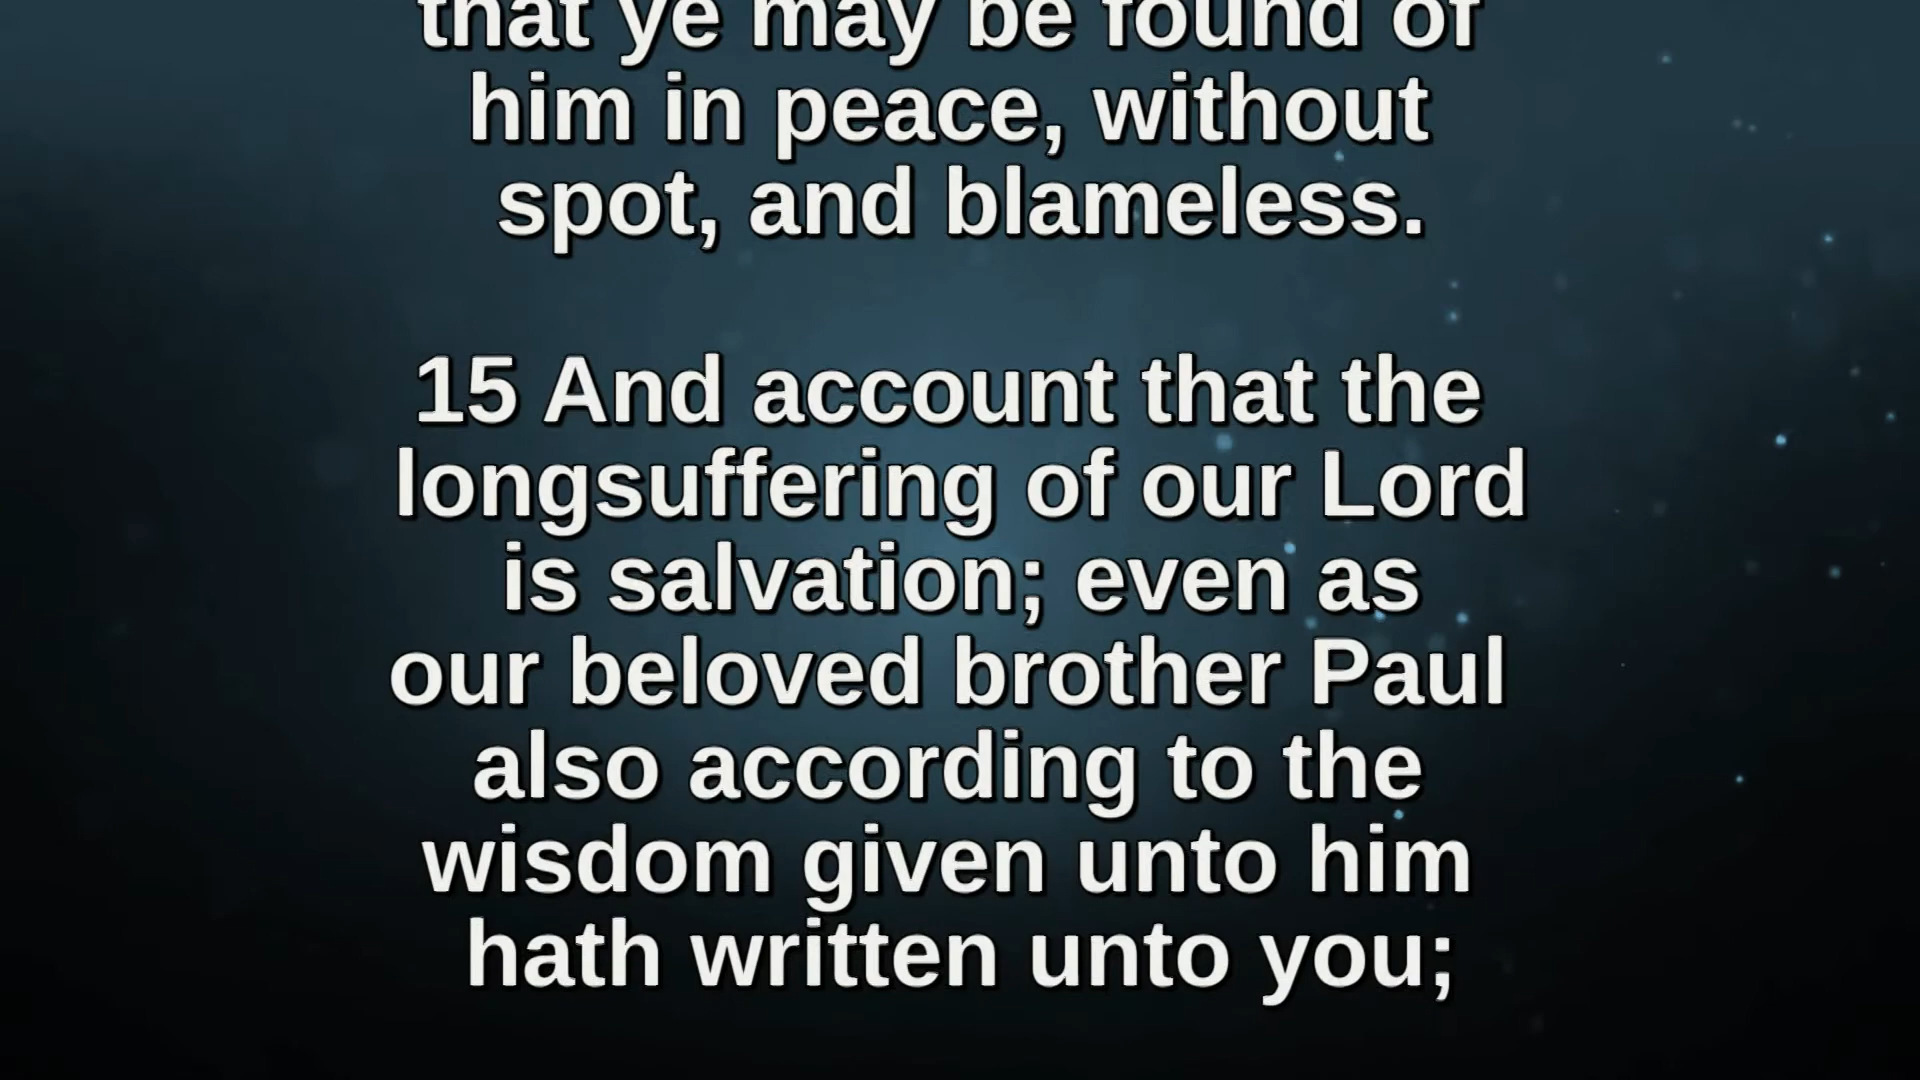 that ye may be found of
him in peace, without
spot, and blameless.
15 And account that the
longsuffering of our Lord
is salvation; even as
our beloved brother Paul
also according to the
wisdom given unto him
hath written unto you;